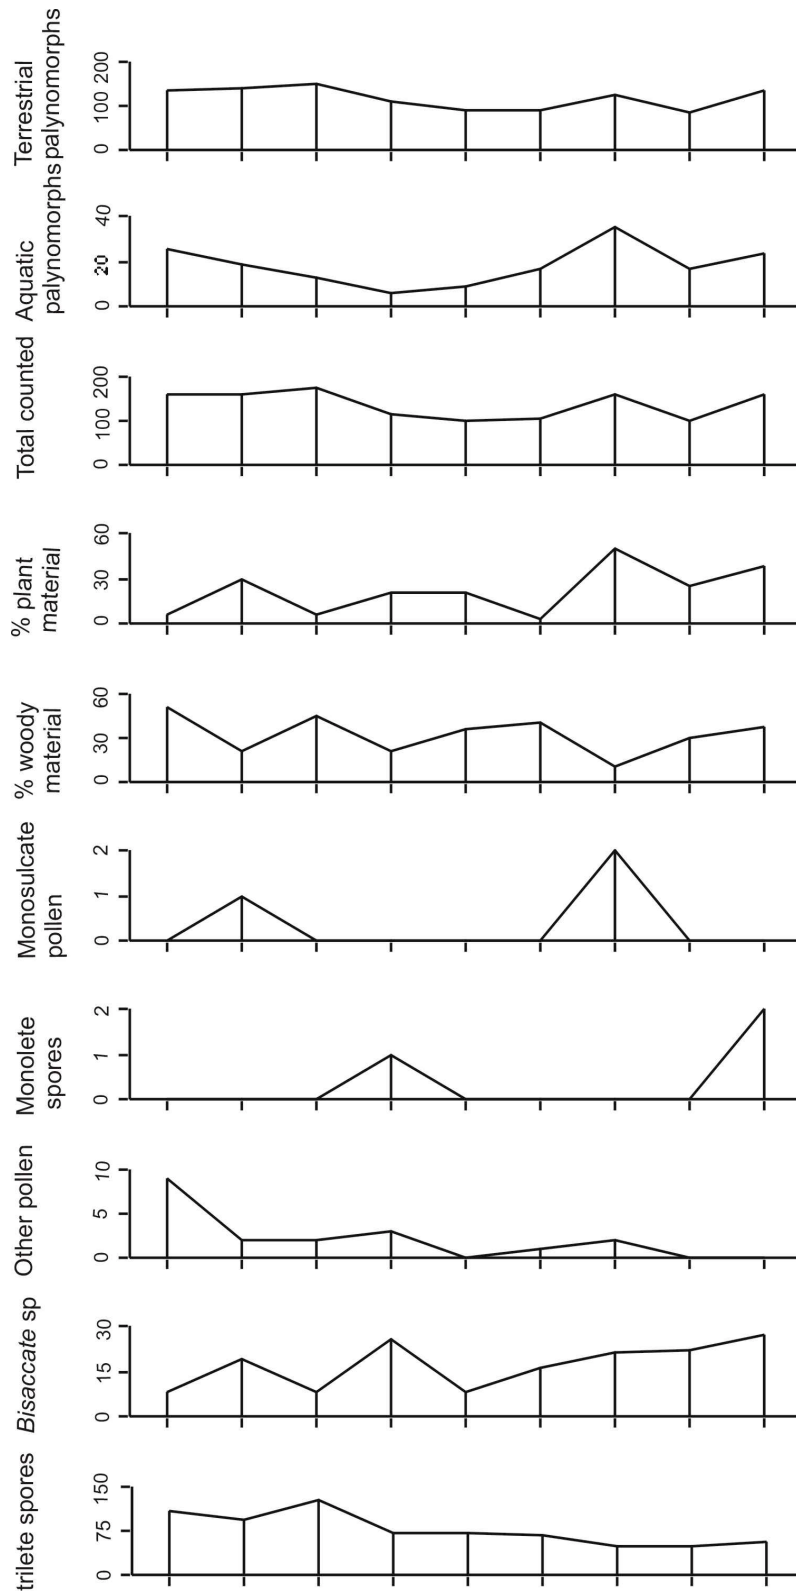 Terrestrial
palynomorphs
0 100 200
Aquatic
palynomorphs
0 20 40
Total counted
0 100 200
% plant
material
0 30 60
% woody
material
0 30 60
Monosulcate
pollen
0 1 2
Monolete
spores
0 1 2
Other pollen
0 5 10
Bisaccate sp
0 15 30
trilete spores
0 75 150